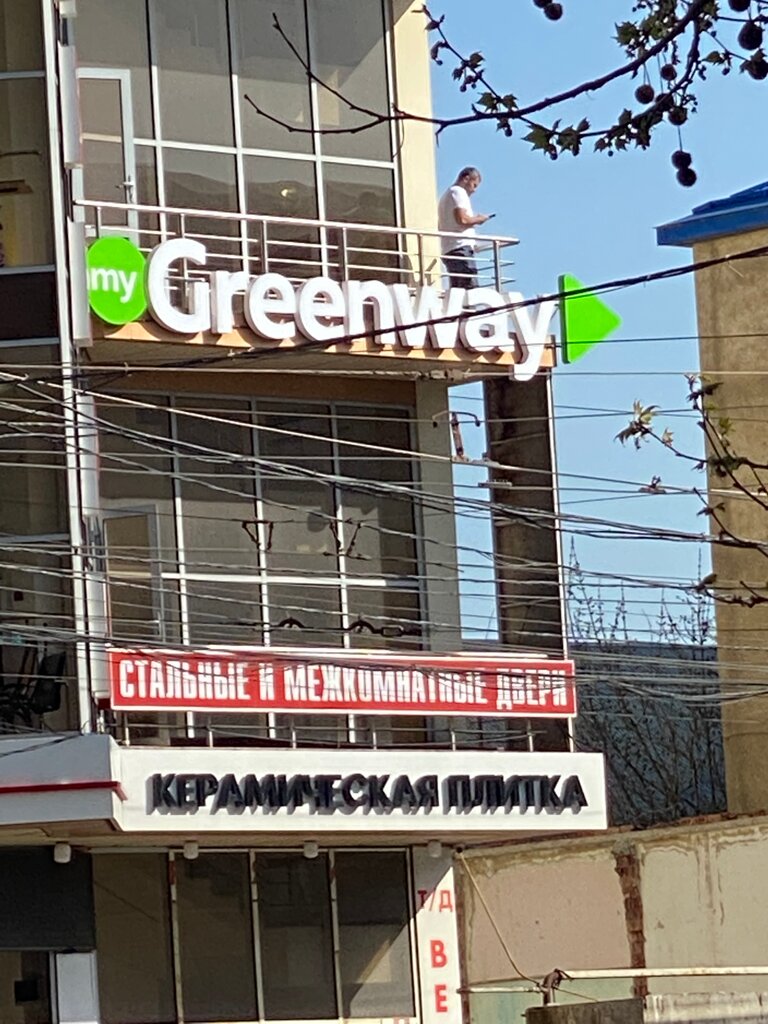 my Greenway
СТАЛЬНЫЕ И МЕЖКОМНАТНЫЕ ДВЕРИ
КЕРАМИЧЕСКАЯ ПЛИТКА
Т/Д
В
Е